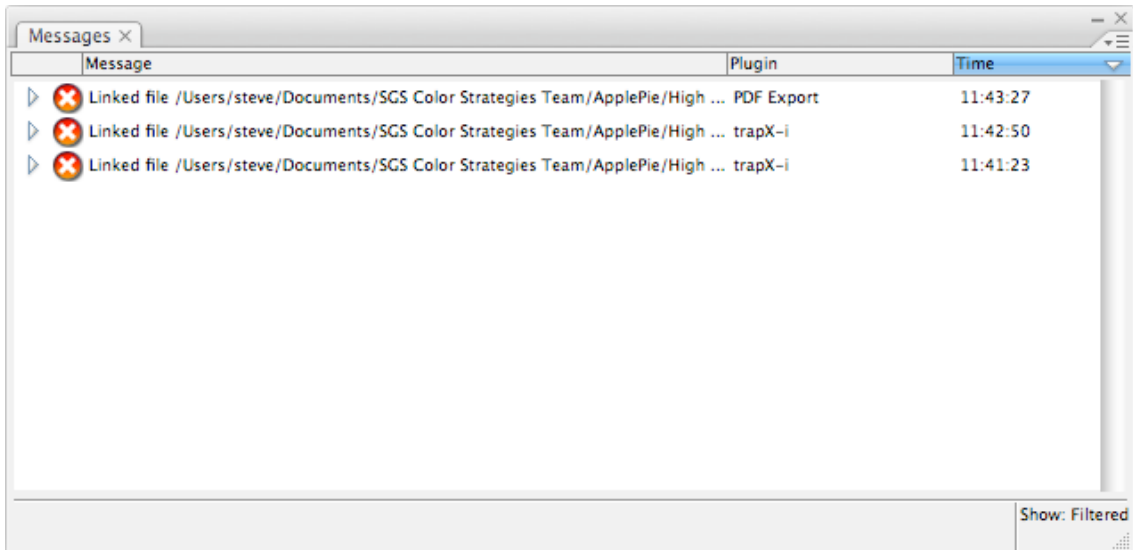 Messages
Message Plugin Time
Linked file /Users/steve/Documents/SGS Color Strategies Team/ApplePie/High ... PDF Export 11:43:27
Linked file /Users/steve/Documents/SGS Color Strategies Team/ApplePie/High ... trapX-i 11:42:50
Linked file /Users/steve/Documents/SGS Color Strategies Team/ApplePie/High ... trapX-i 11:41:23
Show: Filtered